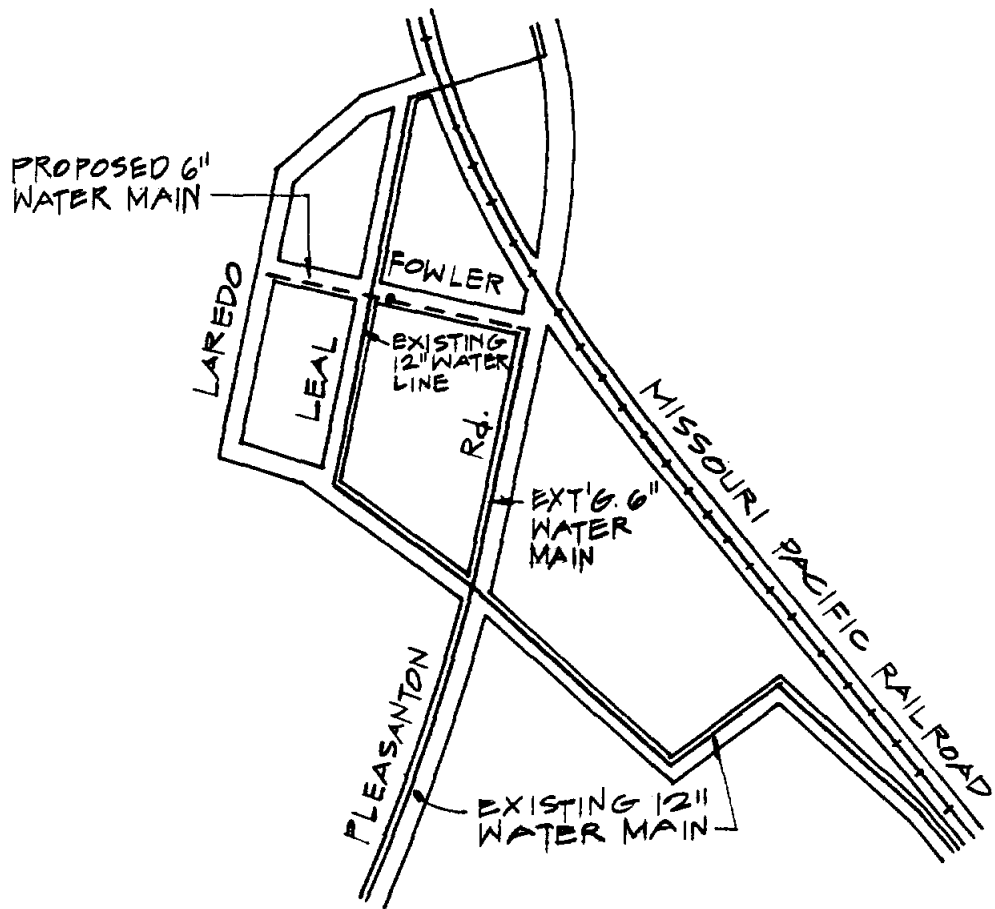 PROPOSED 6"
WATER MAIN
FOWLER
LAREDO
LEAL
EXISTING
12" WATER
LINE
Rd.
MISSOURI PACIFIC RAILROAD
EXT'G. 6"
WATER
MAIN
PLEASANTON
EXISTING 12"
WATER MAIN